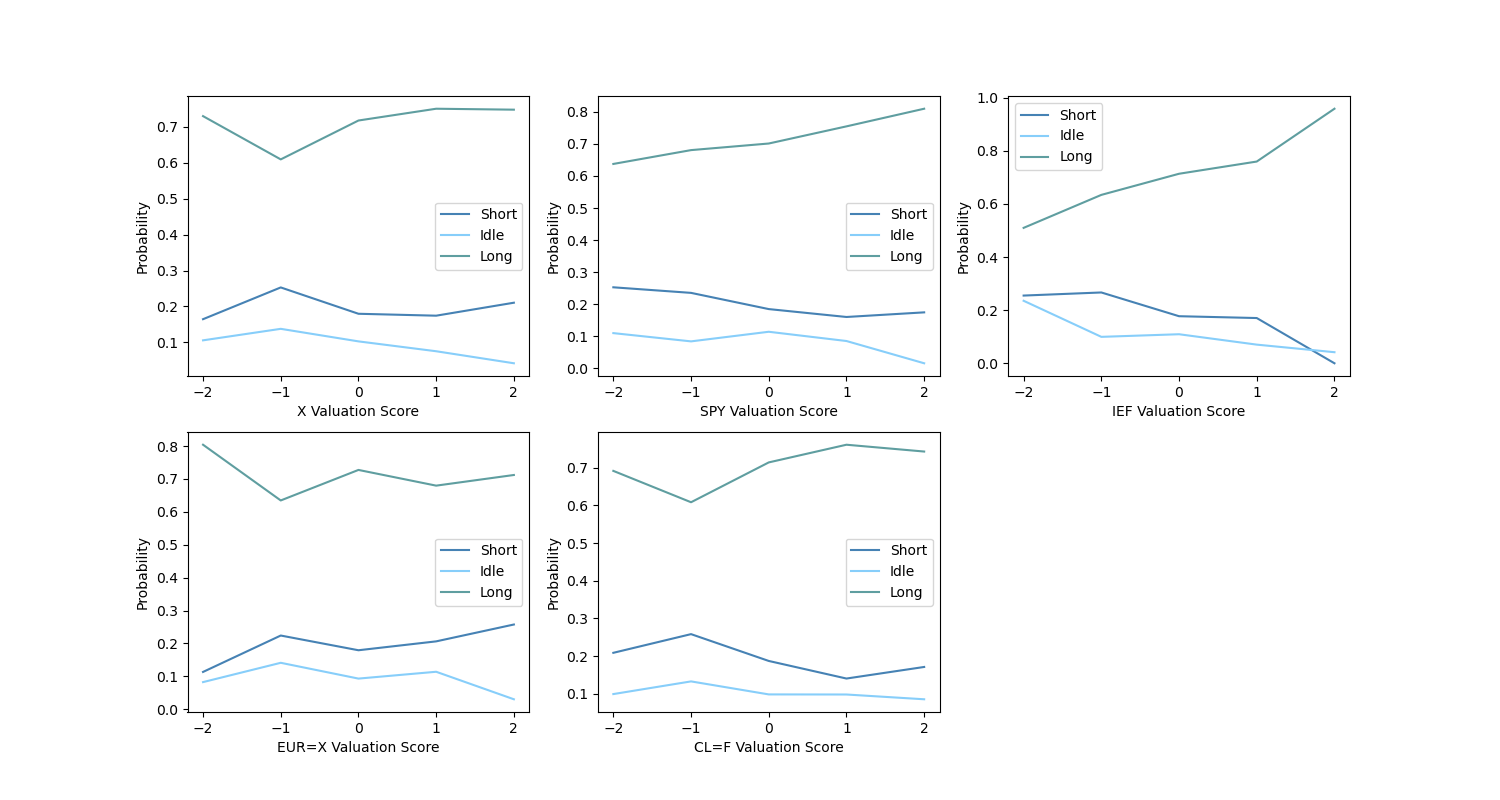 Probability
0.7
0.6
0.5
0.4
0.3
0.2
0.1
Short
Idle
Long
−2 −1 0 1 2
X Valuation Score
Probability
0.8
0.7
0.6
0.5
0.4
0.3
0.2
0.1
0.0
Short
Idle
Long
−2 −1 0 1 2
SPY Valuation Score
Probability
1.0
0.8
0.6
0.4
0.2
0.0
Short
Idle
Long
−2 −1 0 1 2
IEF Valuation Score
Probability
0.8
0.7
0.6
0.5
0.4
0.3
0.2
0.1
0.0
Short
Idle
Long
−2 −1 0 1 2
EUR=X Valuation Score
Probability
0.7
0.6
0.5
0.4
0.3
0.2
0.1
Short
Idle
Long
−2 −1 0 1 2
CL=F Valuation Score